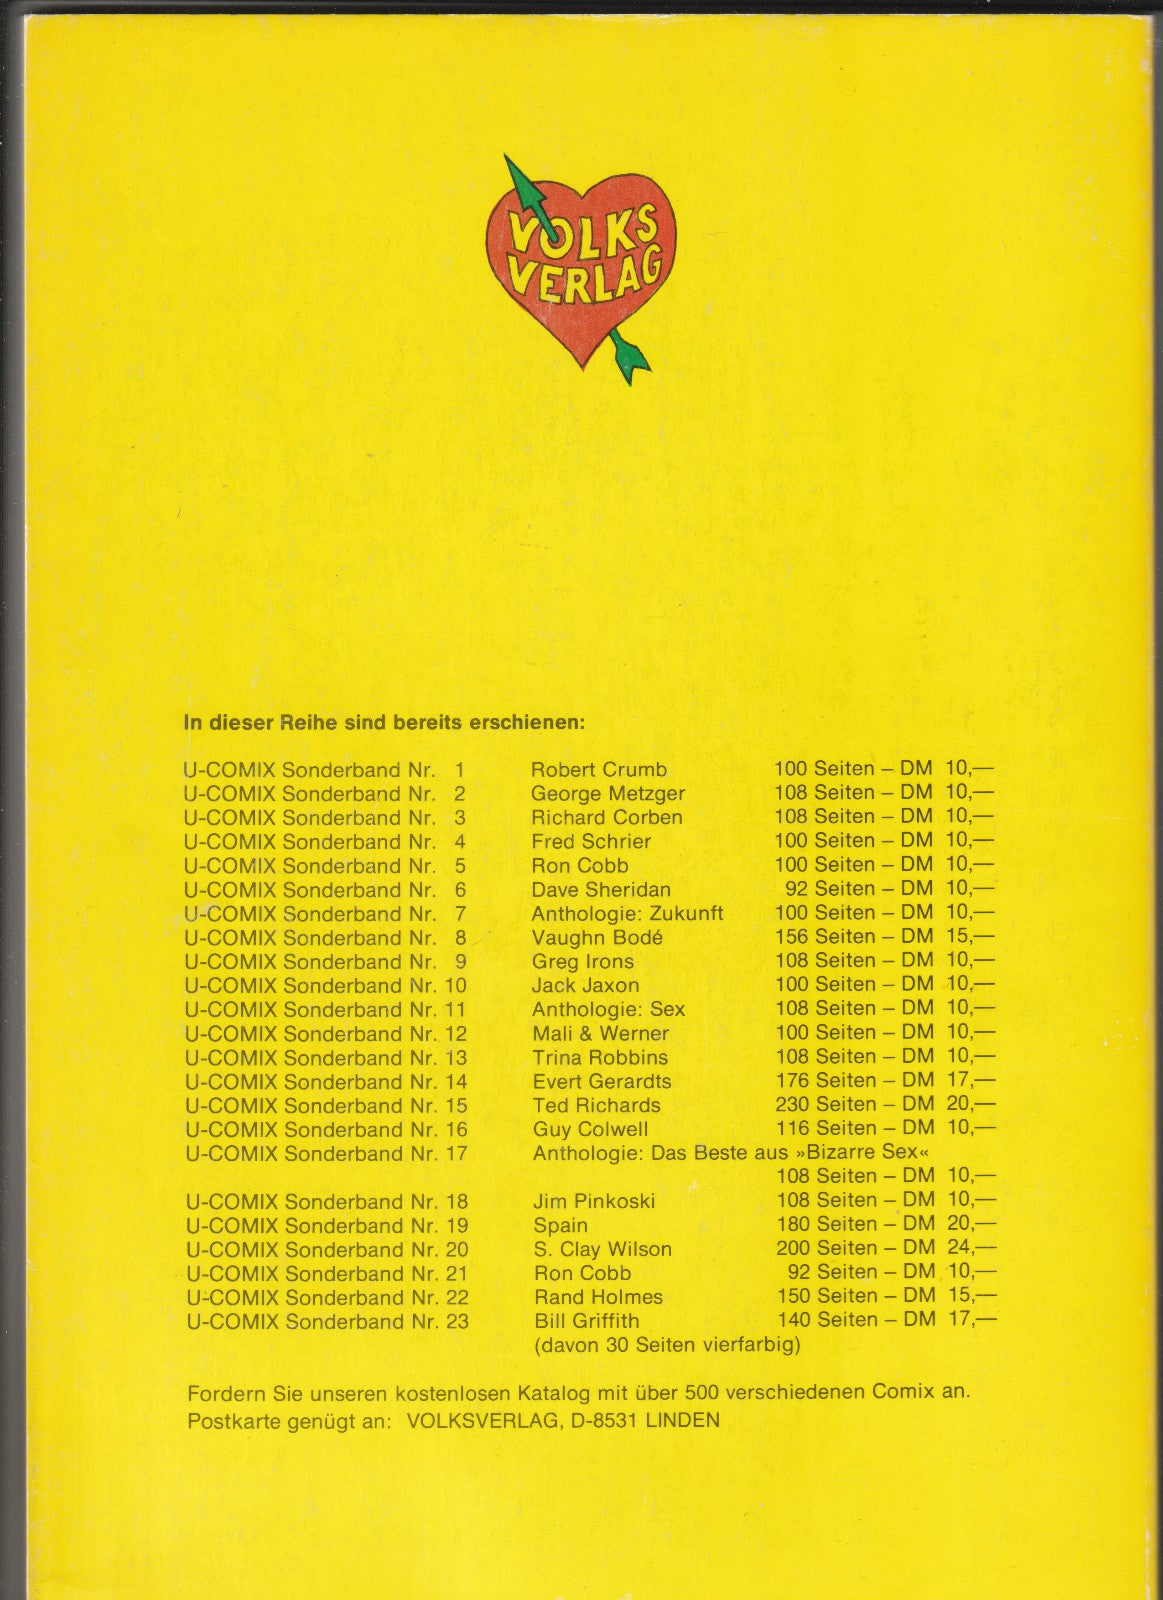 VOLKS
VERLAG
In dieser Reihe sind bereits erschienen:
U-COMIX Sonderband Nr. 1 Robert Crumb 100 Seiten – DM 10,—
U-COMIX Sonderband Nr. 2 George Metzger 108 Seiten – DM 10,—
U-COMIX Sonderband Nr. 3 Richard Corben 108 Seiten – DM 10,—
U-COMIX Sonderband Nr. 4 Fred Schrier 100 Seiten – DM 10,—
U-COMIX Sonderband Nr. 5 Ron Cobb 100 Seiten – DM 10,—
U-COMIX Sonderband Nr. 6 Dave Sheridan 92 Seiten – DM 10,—
U-COMIX Sonderband Nr. 7 Anthologie: Zukunft 100 Seiten – DM 10,—
U-COMIX Sonderband Nr. 8 Vaughn Bodé 156 Seiten – DM 15,—
U-COMIX Sonderband Nr. 9 Greg Irons 108 Seiten – DM 10,—
U-COMIX Sonderband Nr. 10 Jack Jaxon 100 Seiten – DM 10,—
U-COMIX Sonderband Nr. 11 Anthologie: Sex 108 Seiten – DM 10,—
U-COMIX Sonderband Nr. 12 Mali & Werner 100 Seiten – DM 10,—
U-COMIX Sonderband Nr. 13 Trina Robbins 108 Seiten – DM 10,—
U-COMIX Sonderband Nr. 14 Evert Gerardts 176 Seiten – DM 17,—
U-COMIX Sonderband Nr. 15 Ted Richards 230 Seiten – DM 20,—
U-COMIX Sonderband Nr. 16 Guy Colwell 116 Seiten – DM 10,—
U-COMIX Sonderband Nr. 17 Anthologie: Das Beste aus »Bizarre Sex«
108 Seiten – DM 10,—
U-COMIX Sonderband Nr. 18 Jim Pinkoski 108 Seiten – DM 10,—
U-COMIX Sonderband Nr. 19 Spain 180 Seiten – DM 20,—
U-COMIX Sonderband Nr. 20 S. Clay Wilson 200 Seiten – DM 24,—
U-COMIX Sonderband Nr. 21 Ron Cobb 92 Seiten – DM 10,—
U-COMIX Sonderband Nr. 22 Rand Holmes 150 Seiten – DM 15,—
U-COMIX Sonderband Nr. 23 Bill Griffith 140 Seiten – DM 17,—
(davon 30 Seiten vierfarbig)
Fordern Sie unseren kostenlosen Katalog mit über 500 verschiedenen Comix an.
Postkarte genügt an: VOLKSVERLAG, D-8531 LINDEN